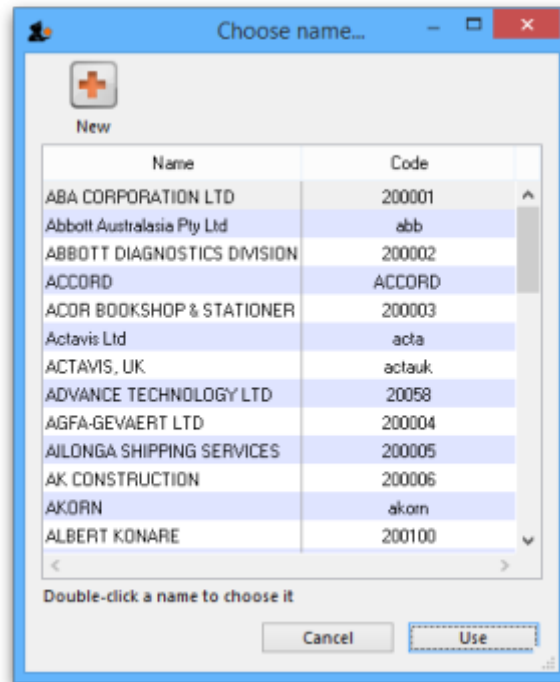 Choose name...
New
Name Code
ABA CORPORATION LTD 200001
Abbott Australasia Pty Ltd abb
ABBOTT DIAGNOSTICS DIVISION 200002
ACCORD ACCORD
ACOR BOOKSHOP & STATIONER 200003
Actavis Ltd acta
ACTAVIS, UK actauk
ADVANCE TECHNOLOGY LTD 20058
AGFA-GEVAERT LTD 200004
AILONGA SHIPPING SERVICES 200005
AK CONSTRUCTION 200006
AKORN akorn
ALBERT KONARE 200100
Double-click a name to choose it
Cancel Use